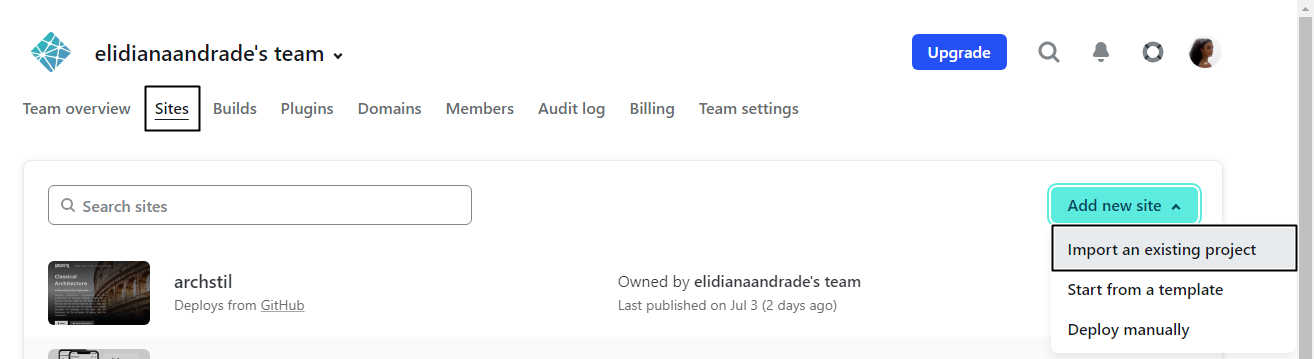 elidianaandrade's team
Upgrade
Team overview
Sites
Builds
Plugins
Domains
Members
Audit log
Billing
Team settings
Search sites
Add new site
Import an existing project
Start from a template
Deploy manually
archstil
Deploys from GitHub
Owned by elidianaandrade's team
Last published on Jul 3 (2 days ago)
Classical
Architecture